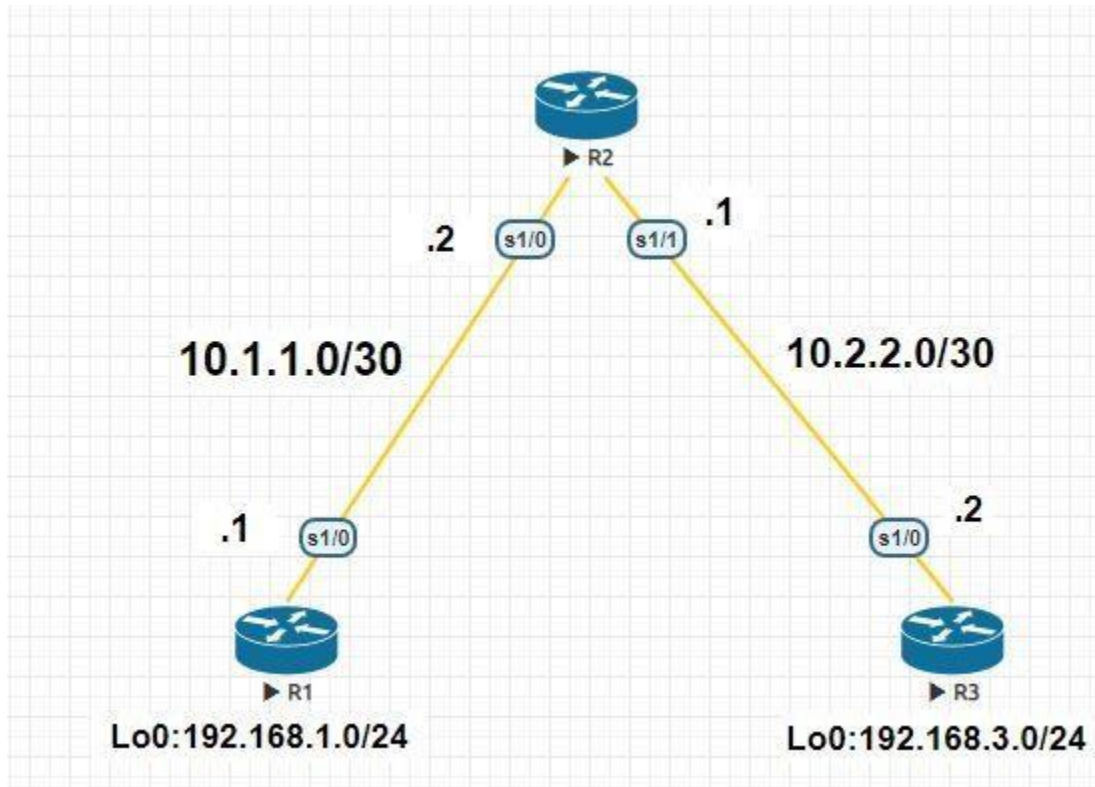 ▶ R2
.2
s1/0
s1/1
.1
10.1.1.0/30
10.2.2.0/30
.1
s1/0
s1/0
.2
▶ R1
▶ R3
Lo0:192.168.1.0/24
Lo0:192.168.3.0/24